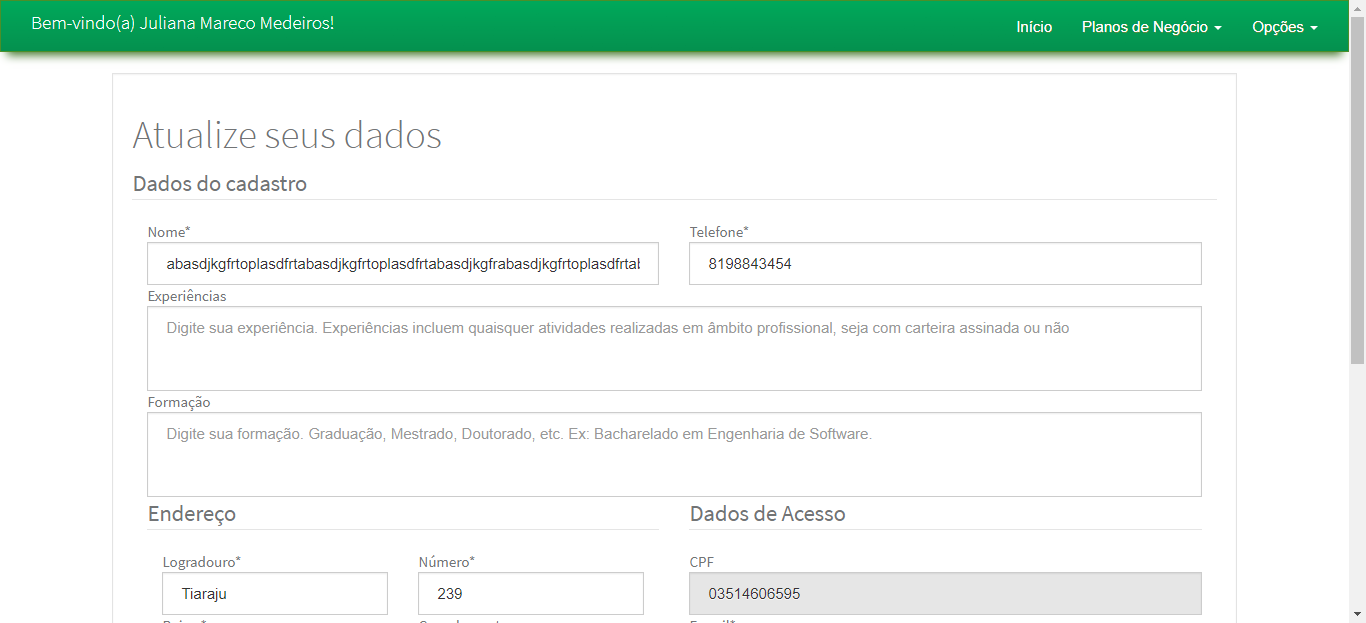 Bem-vindo(a) Juliana Mareco Medeiros!
Início Planos de Negócio Opções
Atualize seus dados
Dados do cadastro
Nome* Telefone*
abasdjkgfrtoplasdfrtabasdjkgfrtoplasdfrtabasdjkgfrabasdjkgfrtoplasdfrtab 8198843454
Experiências
Digite sua experiência. Experiências incluem quaisquer atividades realizadas em âmbito profissional, seja com carteira assinada ou não
Formação
Digite sua formação. Graduação, Mestrado, Doutorado, etc. Ex: Bacharelado em Engenharia de Software.
Endereço Dados de Acesso
Logradouro* Número* CPF
Tiaraju 239 03514606595